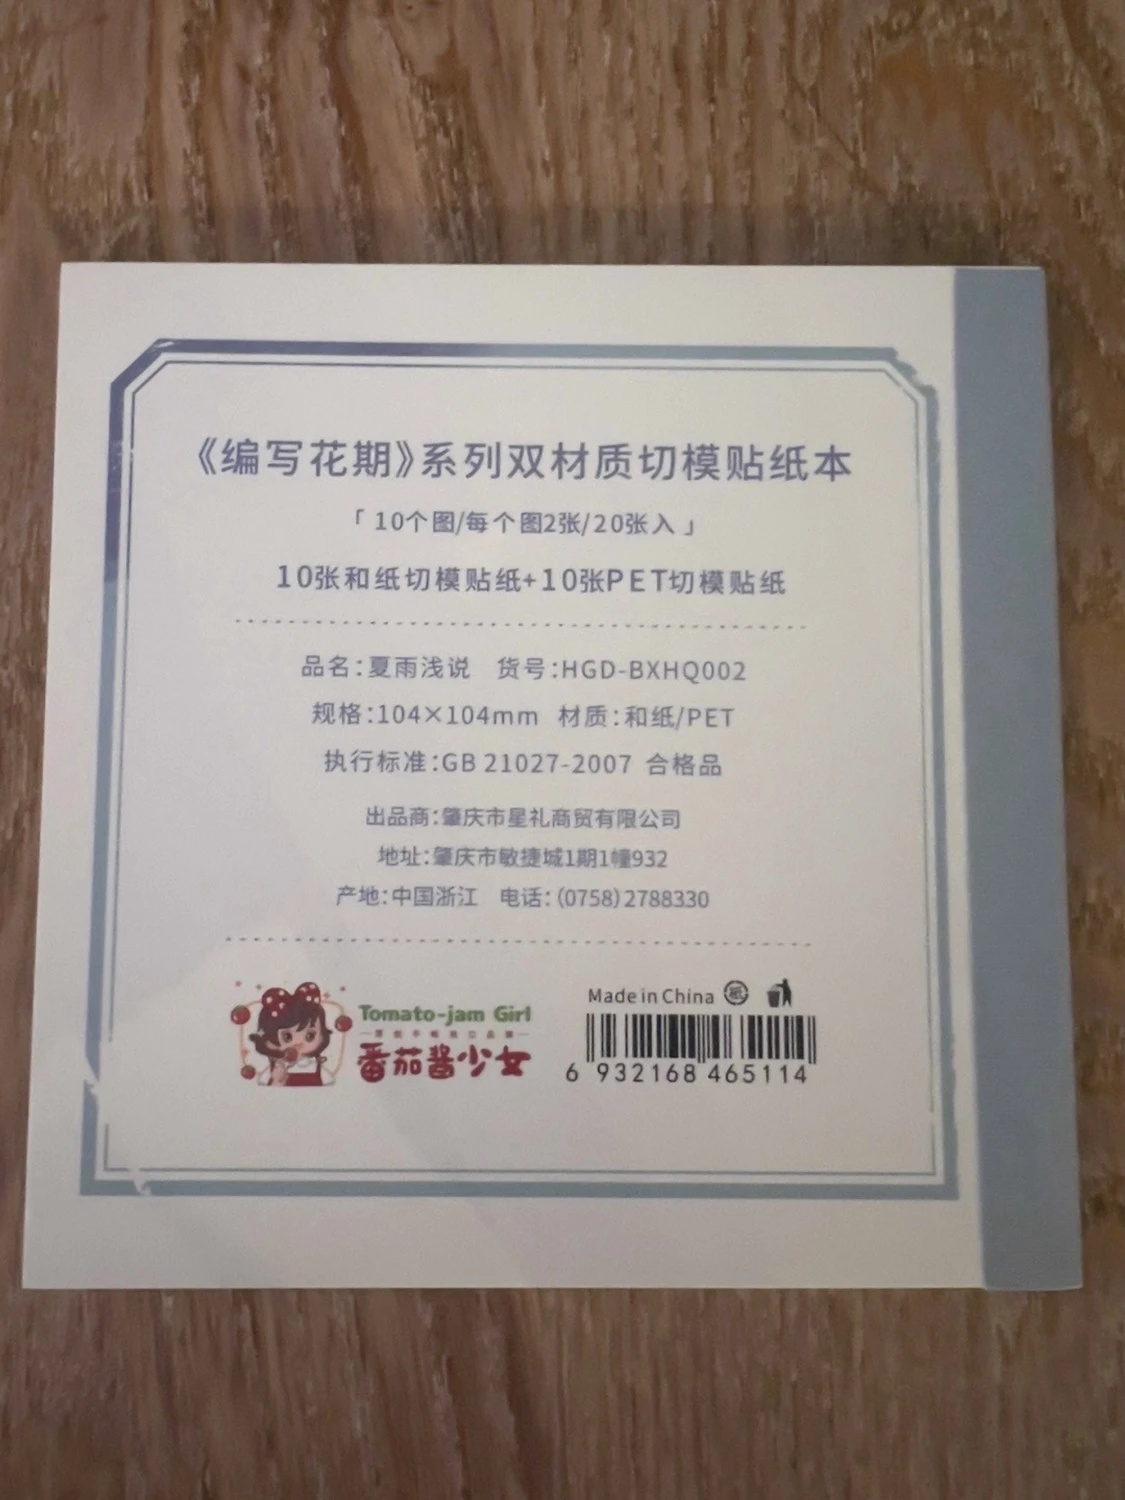 《编写花期》系列双材质切模贴纸本
「 10个图/每个图2张/20张入 」
10张和纸切模贴纸+10张PET切模贴纸
品名:夏雨浅说 货号:HGD-BXHQ002
规格:104×104mm 材质:和纸/PET
执行标准:GB 21027-2007 合格品
出品商:肇庆市星礼商贸有限公司
地址:肇庆市敏捷城1期1幢932
产地:中国浙江 电话:(0758)2788330
Tomato-jam Girl
番茄酱少女
Made in China 紙
6 932168 465114